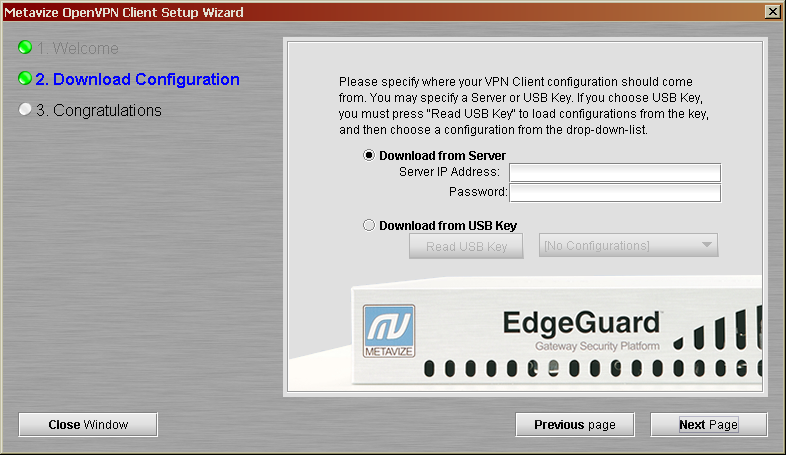 Metavize OpenVPN Client Setup Wizard
1. Welcome
2. Download Configuration
3. Congratulations
Please specify where your VPN Client configuration should come
from. You may specify a Server or USB Key. If you choose USB Key,
you must press "Read USB Key" to load configurations from the key,
and then choose a configuration from the drop-down-list.
Download from Server
Server IP Address:
Password:
Download from USB Key
Read USB Key
[No Configurations]
METAVIZE
EdgeGuard™
Gateway Security Platform
Close Window
Previous page
Next Page